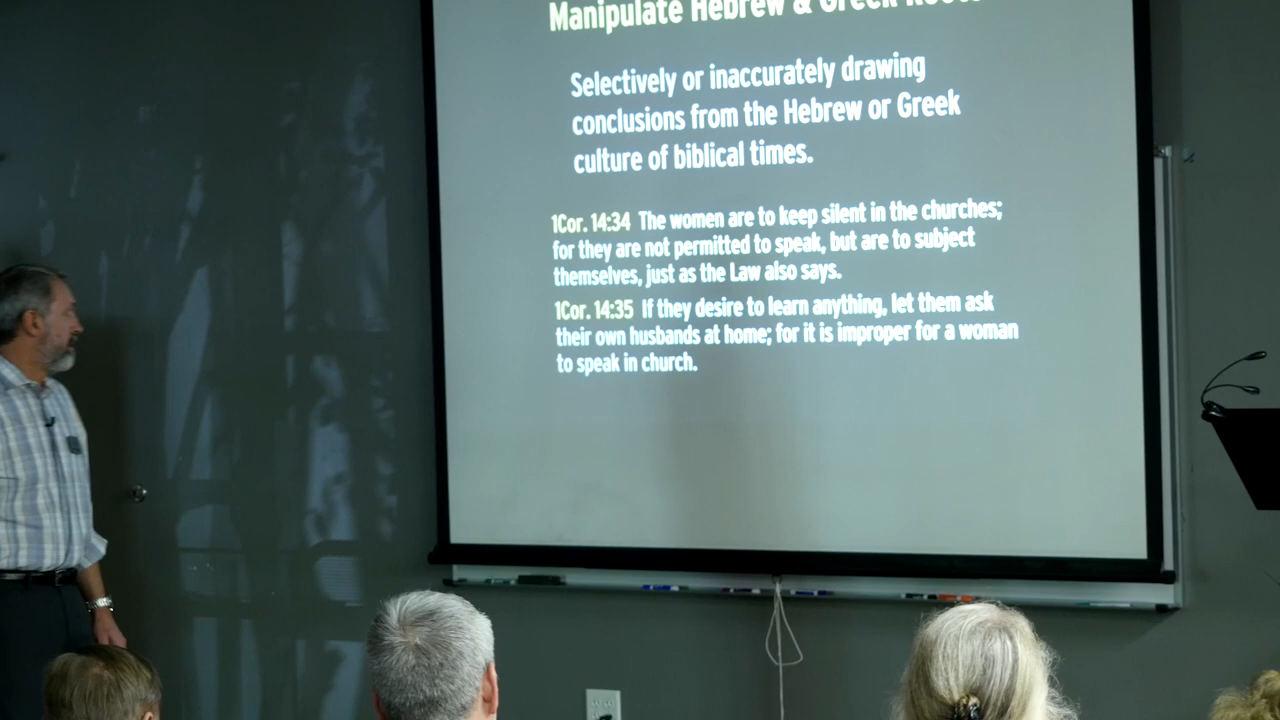 Manipulate Hebrew & Greek Roots
Selectively or inaccurately drawing
conclusions from the Hebrew or Greek
culture of biblical times.
1Cor. 14:34 The women are to keep silent in the churches;
for they are not permitted to speak, but are to subject
themselves, just as the Law also says.
1Cor. 14:35 If they desire to learn anything, let them ask
their own husbands at home; for it is improper for a woman
to speak in church.